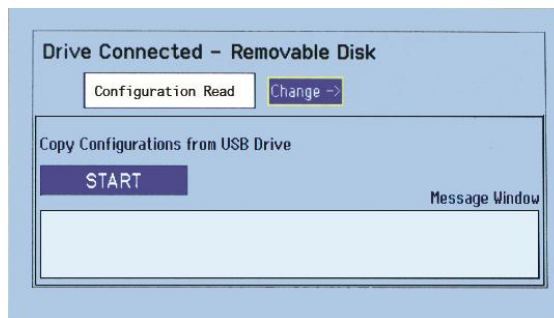 Drive Connected - Removable Disk
Configuration Read
Change ->
Copy Configurations from USB Drive
START
Message Window